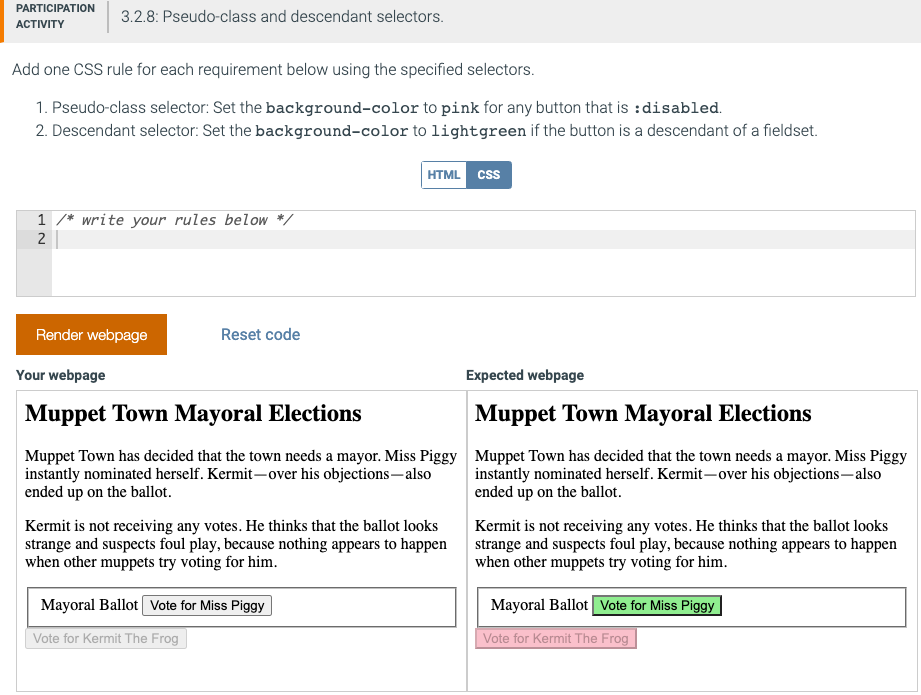 PARTICIPATION
ACTIVITY
3.2.8: Pseudo-class and descendant selectors.
Add one CSS rule for each requirement below using the specified selectors.
1. Pseudo-class selector: Set the background-color to pink for any button that is :disabled.
2. Descendant selector: Set the background-color to lightgreen if the button is a descendant of a fieldset.
HTML CSS
1 /* write your rules below */
2
Render webpage Reset code
Your webpage
Muppet Town Mayoral Elections
Muppet Town has decided that the town needs a mayor. Miss Piggy
instantly nominated herself. Kermit—over his objections—also
ended up on the ballot.
Kermit is not receiving any votes. He thinks that the ballot looks
strange and suspects foul play, because nothing appears to happen
when other muppets try voting for him.
Mayoral Ballot Vote for Miss Piggy
Vote for Kermit The Frog
Expected webpage
Muppet Town Mayoral Elections
Muppet Town has decided that the town needs a mayor. Miss Piggy
instantly nominated herself. Kermit—over his objections—also
ended up on the ballot.
Kermit is not receiving any votes. He thinks that the ballot looks
strange and suspects foul play, because nothing appears to happen
when other muppets try voting for him.
Mayoral Ballot Vote for Miss Piggy
Vote for Kermit The Frog